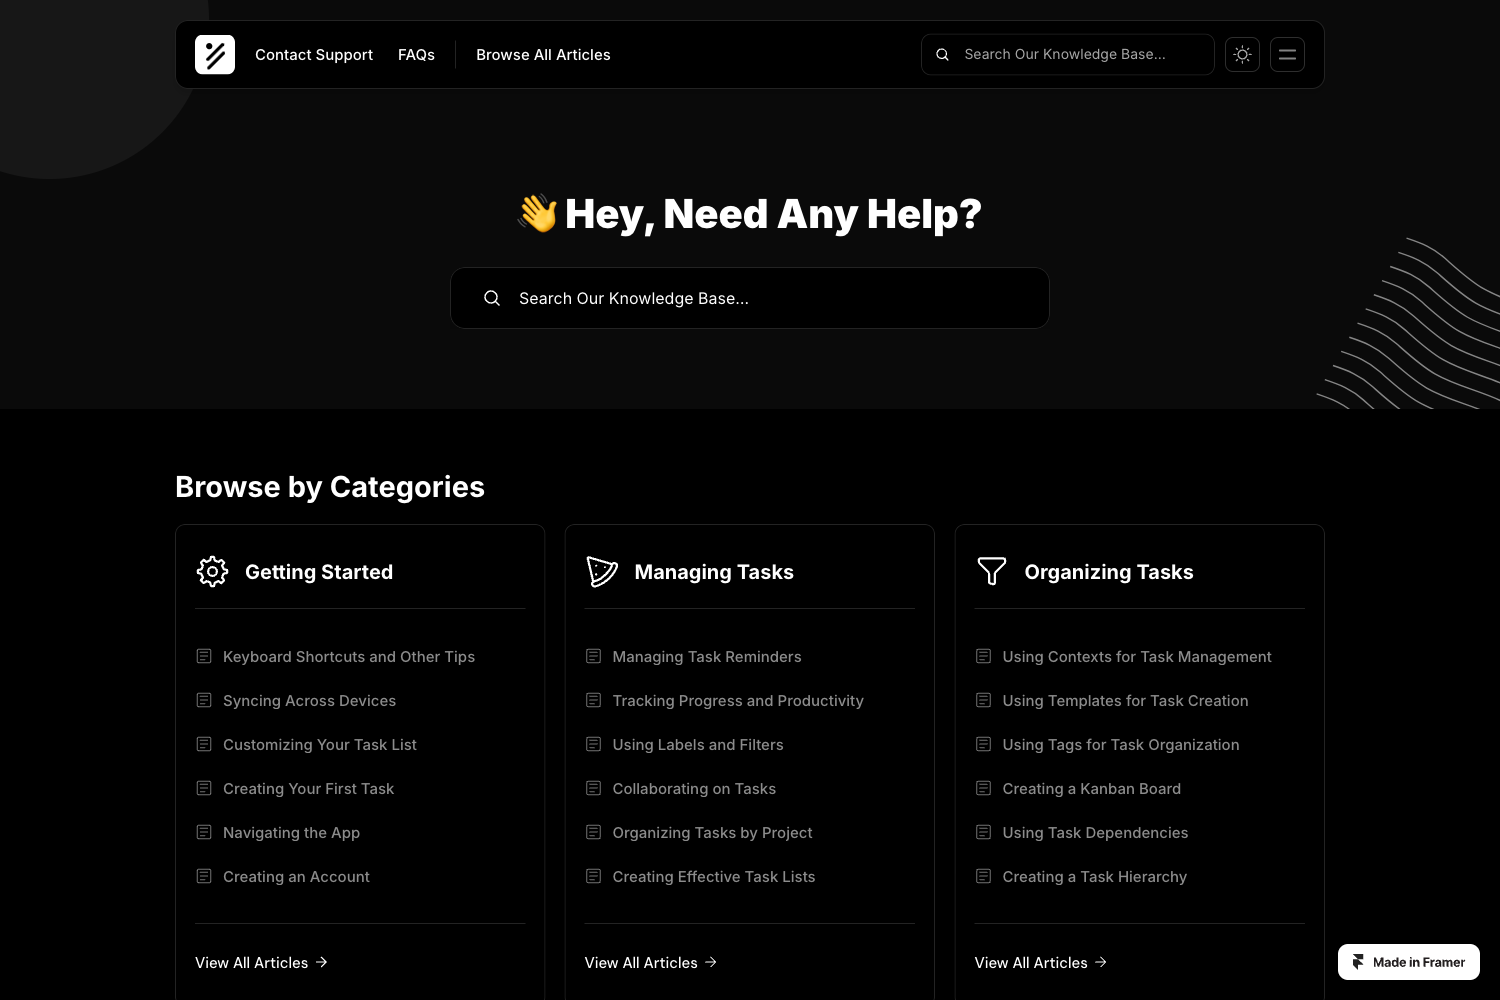 Contact Support
FAQs
Browse All Articles
Search Our Knowledge Base...
👋 Hey, Need Any Help?
Search Our Knowledge Base...
Browse by Categories
Getting Started
Keyboard Shortcuts and Other Tips
Syncing Across Devices
Customizing Your Task List
Creating Your First Task
Navigating the App
Creating an Account
View All Articles →
Managing Tasks
Managing Task Reminders
Tracking Progress and Productivity
Using Labels and Filters
Collaborating on Tasks
Organizing Tasks by Project
Creating Effective Task Lists
View All Articles →
Organizing Tasks
Using Contexts for Task Management
Using Templates for Task Creation
Using Tags for Task Organization
Creating a Kanban Board
Using Task Dependencies
Creating a Task Hierarchy
View All Articles →
Made in Framer